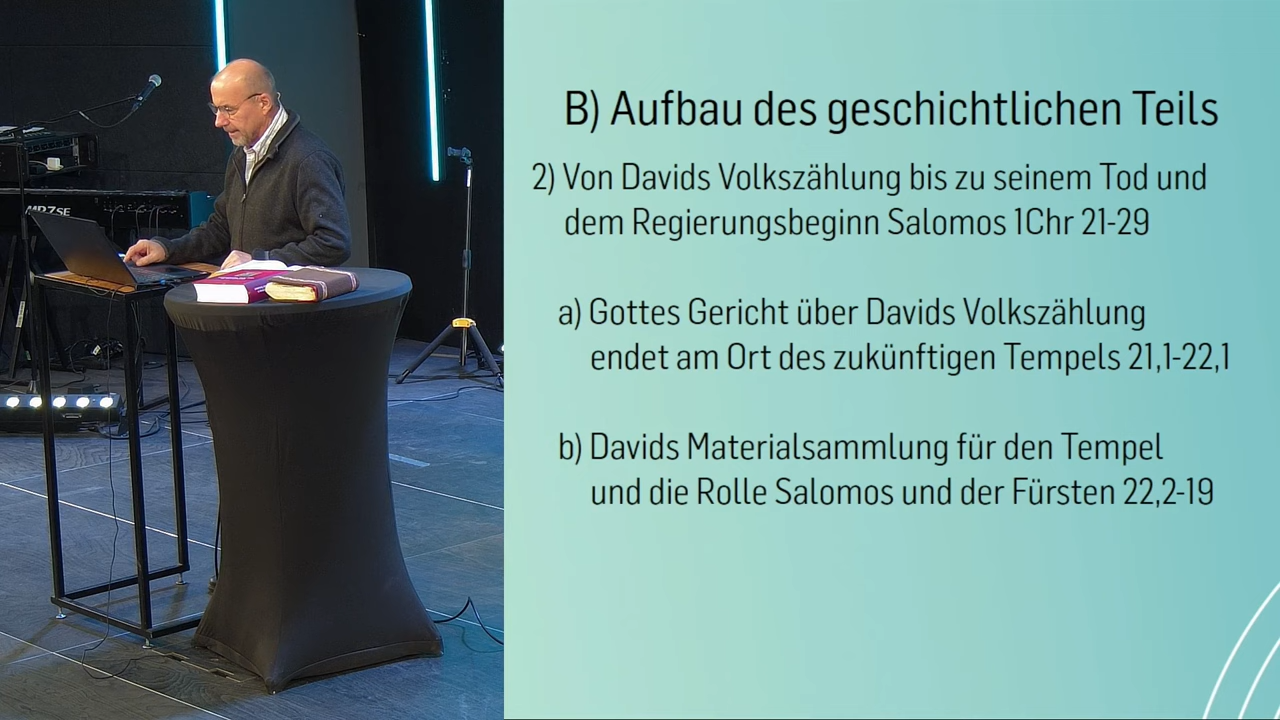 B) Aufbau des geschichtlichen Teils
2) Von Davids Volkszählung bis zu seinem Tod und
dem Regierungsbeginn Salomos 1Chr 21-29
a) Gottes Gericht über Davids Volkszählung
endet am Ort des zukünftigen Tempels 21,1-22,1
b) Davids Materialsammlung für den Tempel
und die Rolle Salomos und der Fürsten 22,2-19